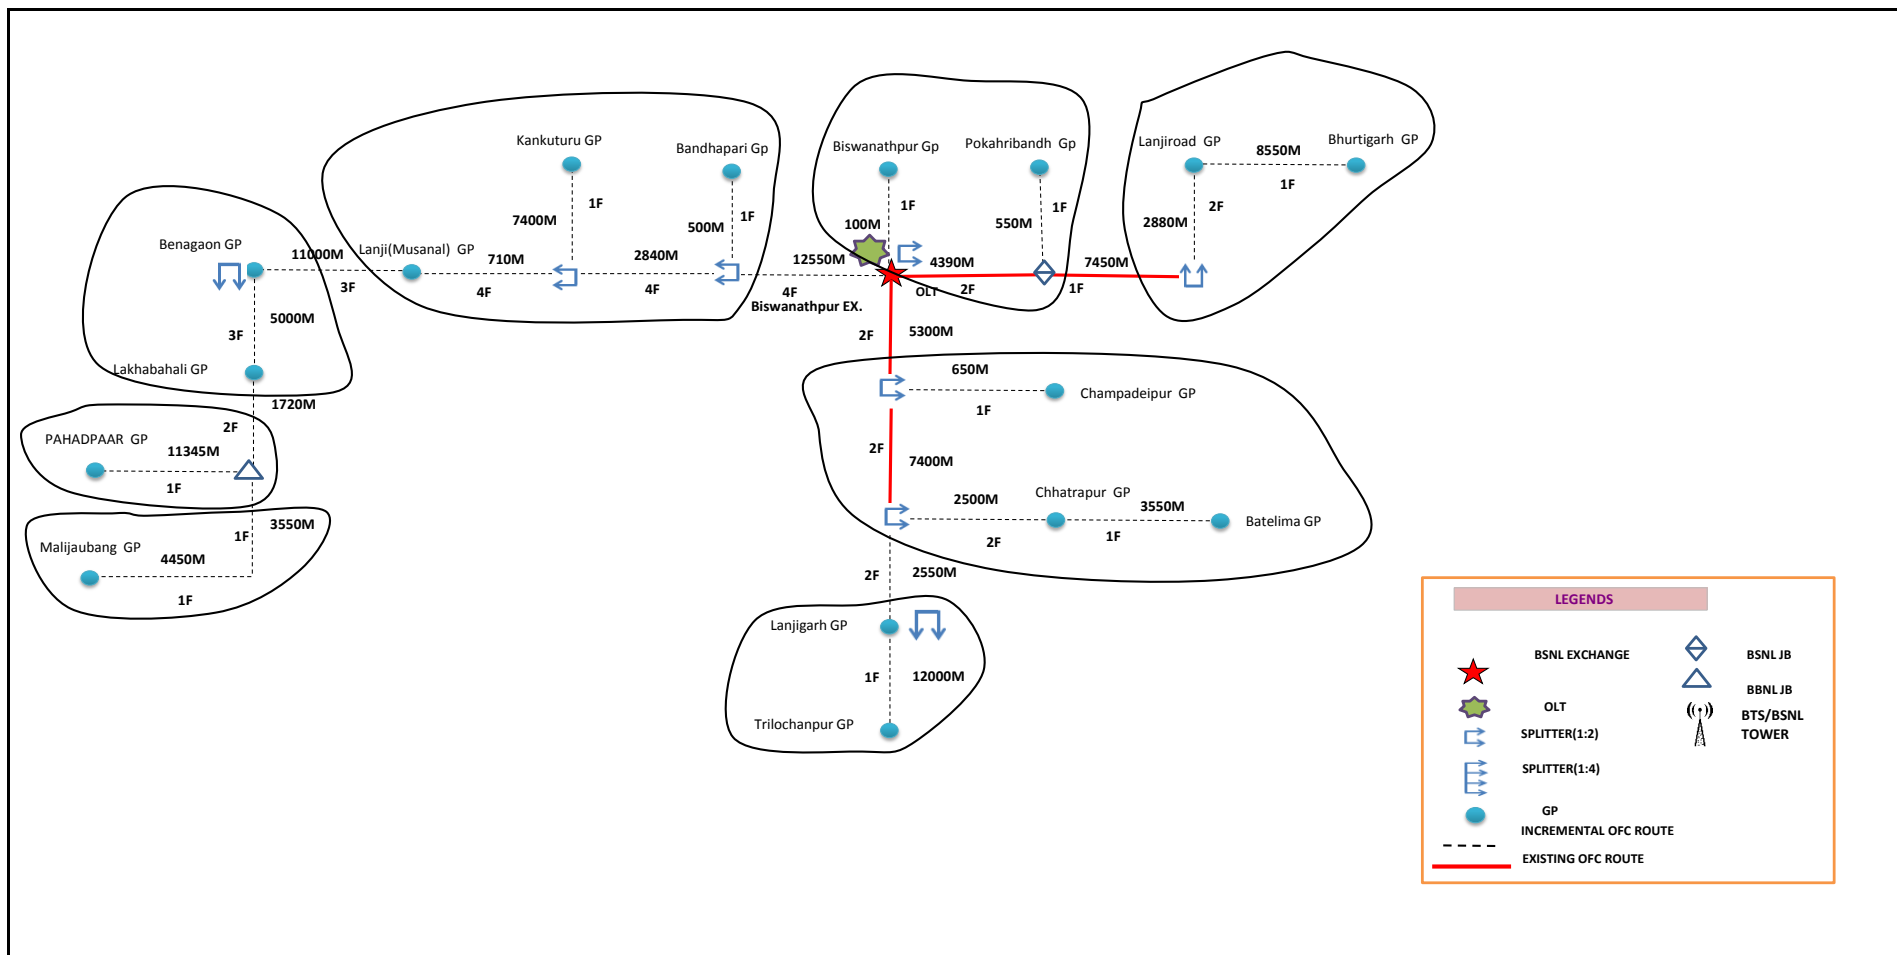 Kankuturu GP
Bandhapari Gp
Biswanathpur Gp
Pokahribandh Gp
Lanjiroad GP
8550M
Bhurtigarh GP
1F
1F
1F
1F
1F
2F
7400M
500M
100M
550M
2880M
Benagaon GP
11000M
Lanji(Musanal) GP
710M
2840M
12550M
4390M
7450M
3F
4F
4F
4F
OLT
2F
1F
Biswanathpur EX.
5000M
3F
2F
5300M
Lakhabahali GP
650M
Champadeipur GP
1F
1720M
2F
PAHADPAAR GP
11345M
1F
2F
7400M
Chhatrapur GP
2500M
3550M
Batelima GP
2F
1F
3550M
1F
Malijaubang GP
4450M
1F
2F
2550M
Lanjigarh GP
1F
12000M
Trilochanpur GP
LEGENDS
BSNL EXCHANGE
BSNL JB
BBNL JB
OLT
BTS/BSNL
TOWER
SPLITTER(1:2)
SPLITTER(1:4)
GP
INCREMENTAL OFC ROUTE
EXISTING OFC ROUTE